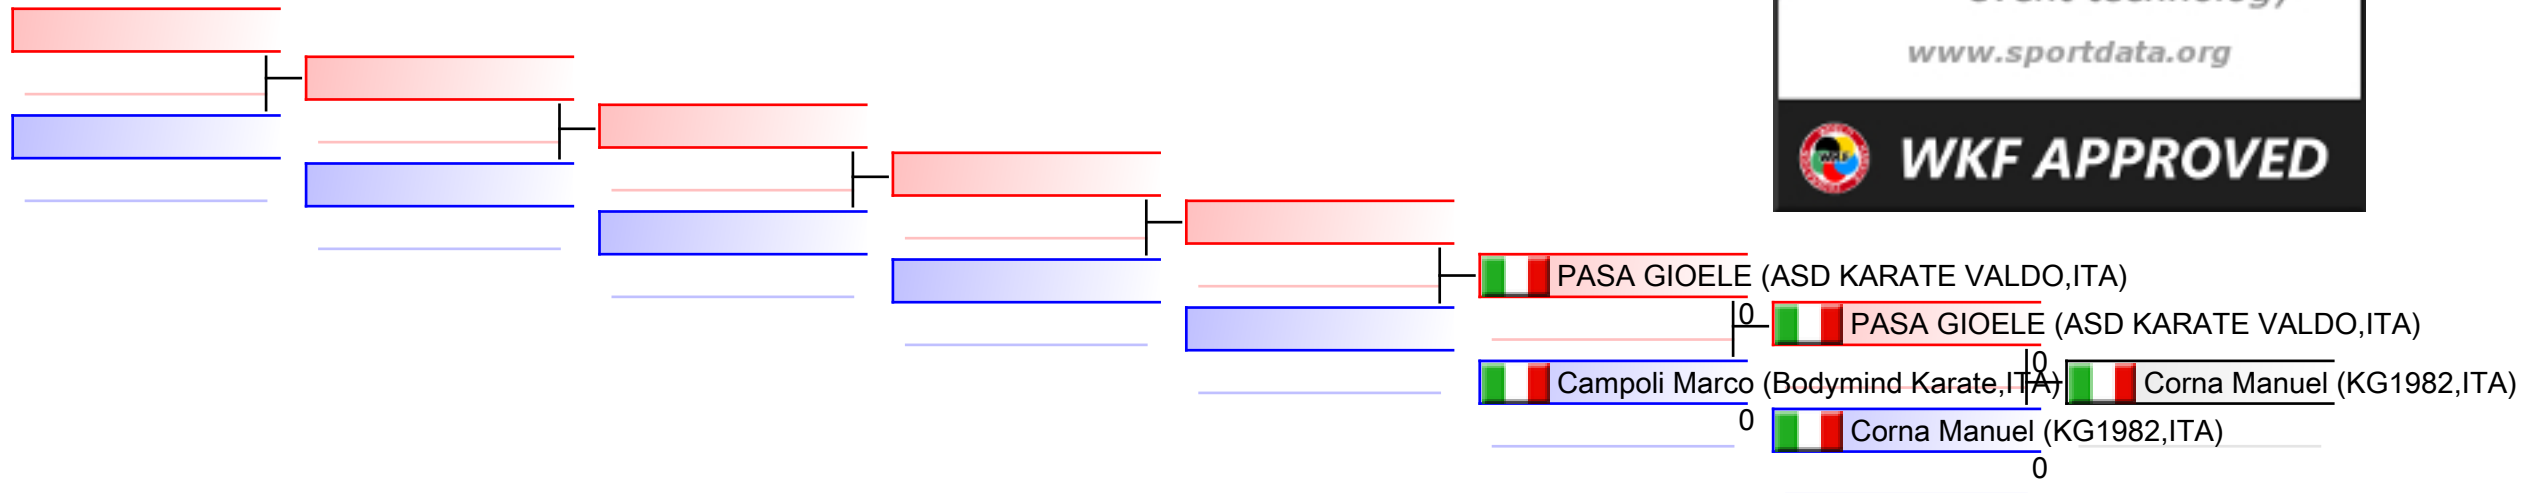 www.sportdata.org
WKF APPROVED
PASA GIOELE (ASD KARATE VALDO,ITA)
0
PASA GIOELE (ASD KARATE VALDO,ITA)
0
Campoli Marco (Bodymind Karate,ITA)
Corna Manuel (KG1982,ITA)
0
Corna Manuel (KG1982,ITA)
0